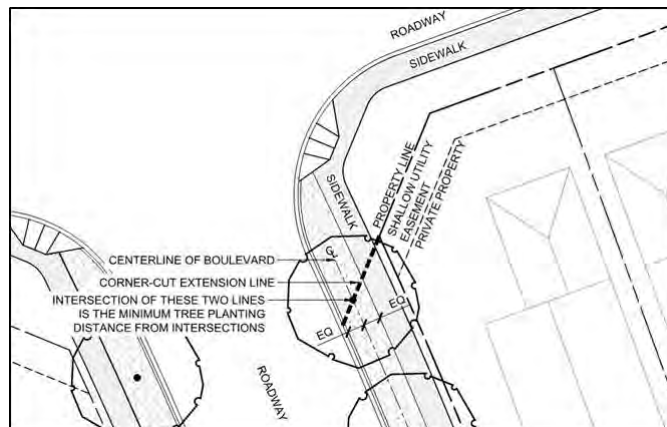 ROADWAY
SIDEWALK
SIDEWALK
PROPERTY LINE
SHALLOW UTILITY
EASEMENT
PRIVATE PROPERTY
CENTERLINE OF BOULEVARD
CORNER-CUT EXTENSION LINE
INTERSECTION OF THESE TWO LINES
IS THE MINIMUM TREE PLANTING
DISTANCE FROM INTERSECTIONS
EQ
EQ
ROADWAY